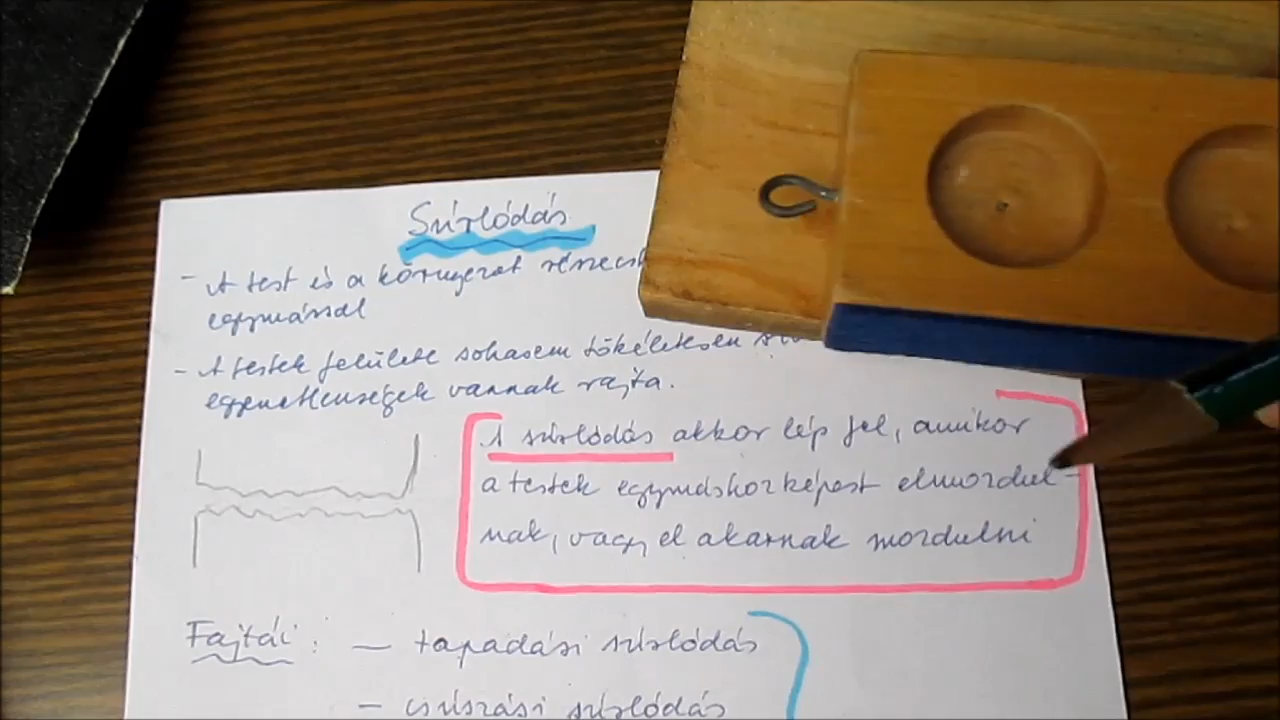 Súrlódás
- A test és a környezet részecs
egymással
- A testek felülete sohasem tökéletesen
egyenetlenségek vannak rajta.
A súrlódás akkor lép fel, amikor
a testek egymáshoz képest elmozdul-
nak, vagy el akarnak mozdulni
Fajtái: - tapadási súrlódás
- csúszási súrlódás